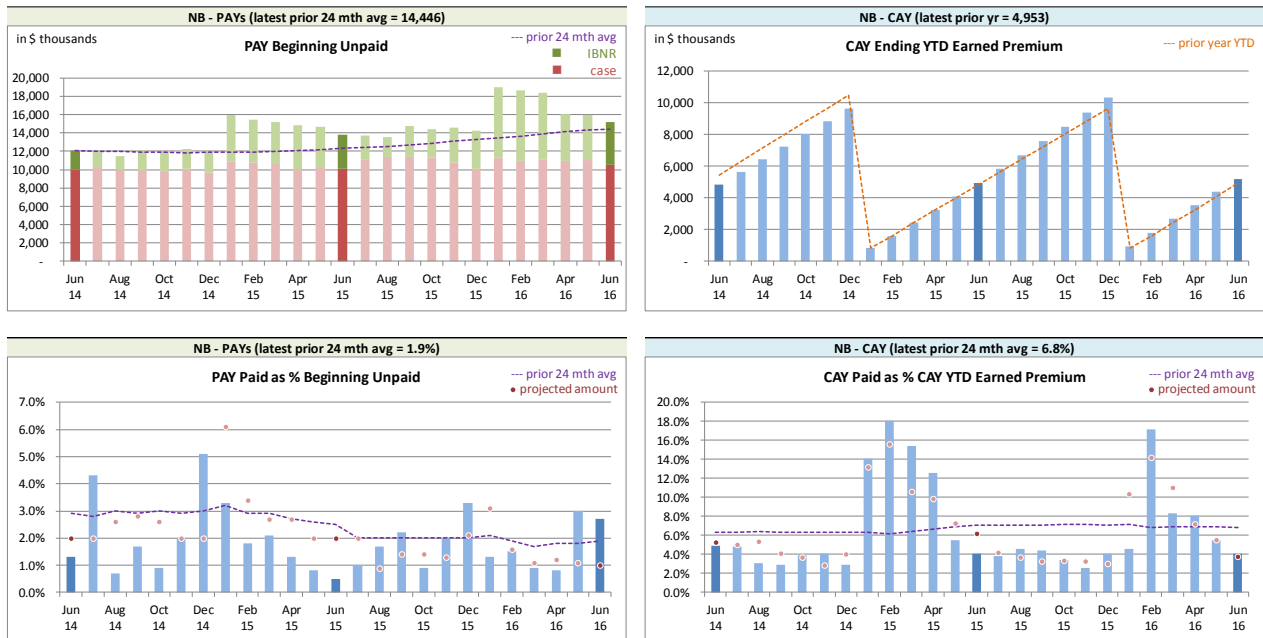 NB - PAYs (latest prior 24 mth avg = 14,446)
in $ thousands
PAY Beginning Unpaid
--- prior 24 mth avg
IBNR
case
20,000
18,000
16,000
14,000
12,000
10,000
8,000
6,000
4,000
2,000
-
Jun Aug Oct Dec Feb Apr Jun Aug Oct Dec Feb Apr Jun
14 14 14 14 15 15 15 15 15 15 16 16 16
NB - CAY (latest prior yr = 4,953)
in $ thousands
CAY Ending YTD Earned Premium
--- prior year YTD
12,000
10,000
8,000
6,000
4,000
2,000
-
Jun Aug Oct Dec Feb Apr Jun Aug Oct Dec Feb Apr Jun
14 14 14 14 15 15 15 15 15 15 16 16 16
NB - PAYs (latest prior 24 mth avg = 1.9%)
PAY Paid as % Beginning Unpaid
--- prior 24 mth avg
projected amount
7.0%
6.0%
5.0%
4.0%
3.0%
2.0%
1.0%
0.0%
Jun Aug Oct Dec Feb Apr Jun Aug Oct Dec Feb Apr Jun
14 14 14 14 15 15 15 15 15 15 16 16 16
NB - CAY (latest prior 24 mth avg = 6.8%)
CAY Paid as % CAY YTD Earned Premium
--- prior 24 mth avg
projected amount
20.0%
18.0%
16.0%
14.0%
12.0%
10.0%
8.0%
6.0%
4.0%
2.0%
0.0%
Jun Aug Oct Dec Feb Apr Jun Aug Oct Dec Feb Apr Jun
14 14 14 14 15 15 15 15 15 15 16 16 16